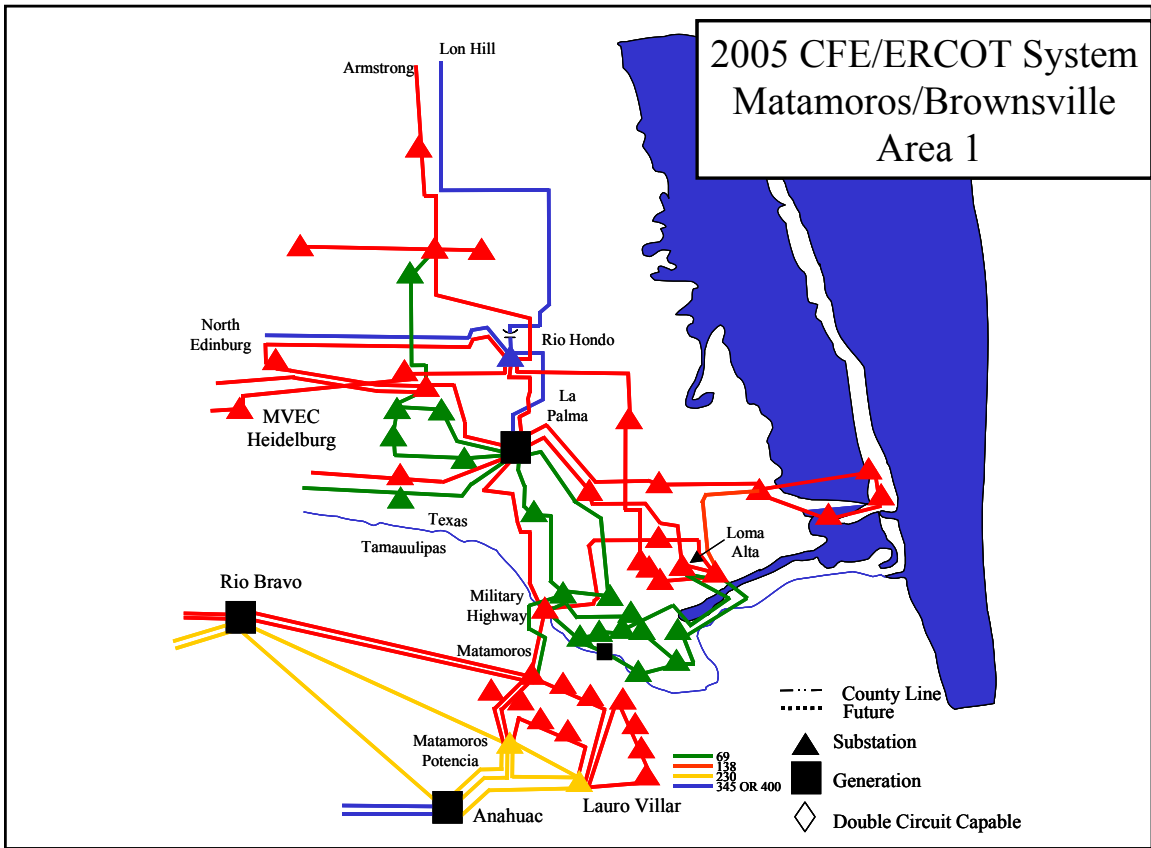 2005 CFE/ERCOT System
Matamoros/Brownsville
Area 1
Lon Hill
Armstrong
North
Edinburg
Rio Hondo
La
Palma
MVEC
Heidelburg
Texas
Tamauulipas
Loma
Alta
Rio Bravo
Military
Highway
Matamoros
Matamoros
Potencia
Anahuac
Lauro Villar
69
138
230
345 OR 400
County Line
Future
Substation
Generation
Double Circuit Capable